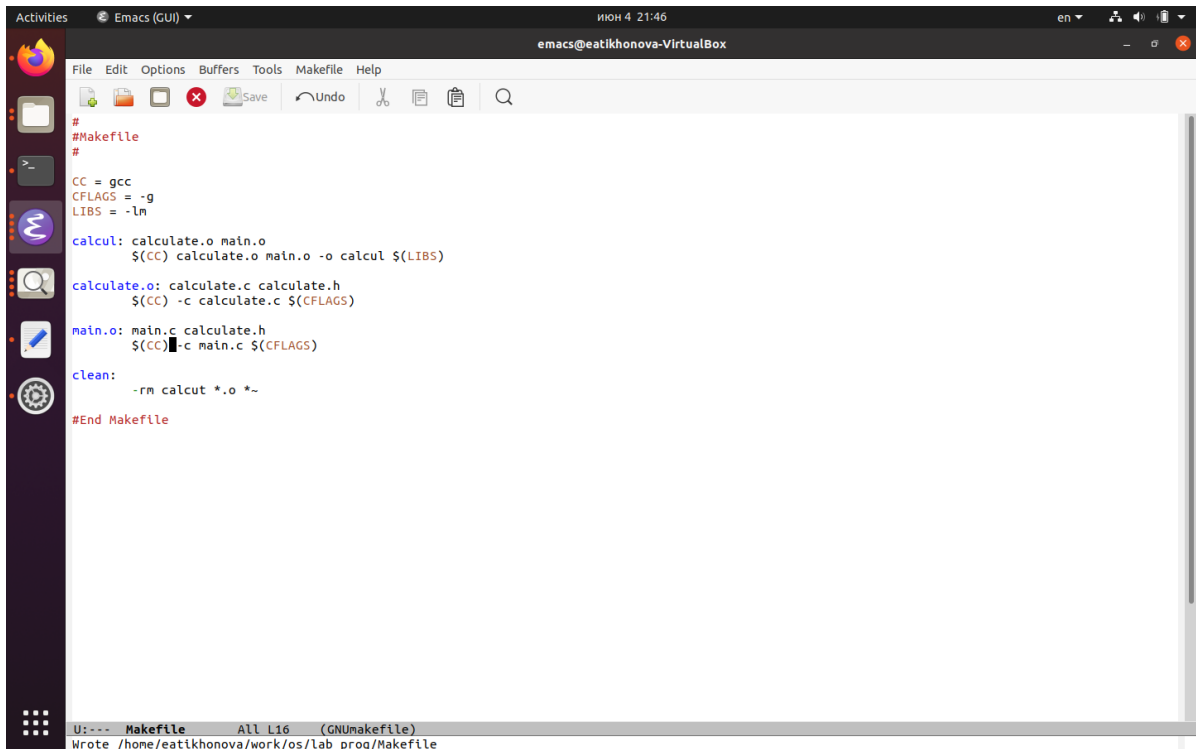 Activities Emacs (GUI) июн 4 21:46 en
emacs@eatikhonova-VirtualBox
File Edit Options Buffers Tools Makefile Help
Save Undo
#
#Makefile
#
CC = gcc
CFLAGS = -g
LIBS = -lm
calcul: calculate.o main.o
$(CC) calculate.o main.o -o calcul $(LIBS)
calculate.o: calculate.c calculate.h
$(CC) -c calculate.c $(CFLAGS)
main.o: main.c calculate.h
$(CC) -c main.c $(CFLAGS)
clean:
-rm calcut *.o *~
#End Makefile
U:--- Makefile All L16 (GNUmakefile)
Wrote /home/eatikhonova/work/os/lab_prog/Makefile